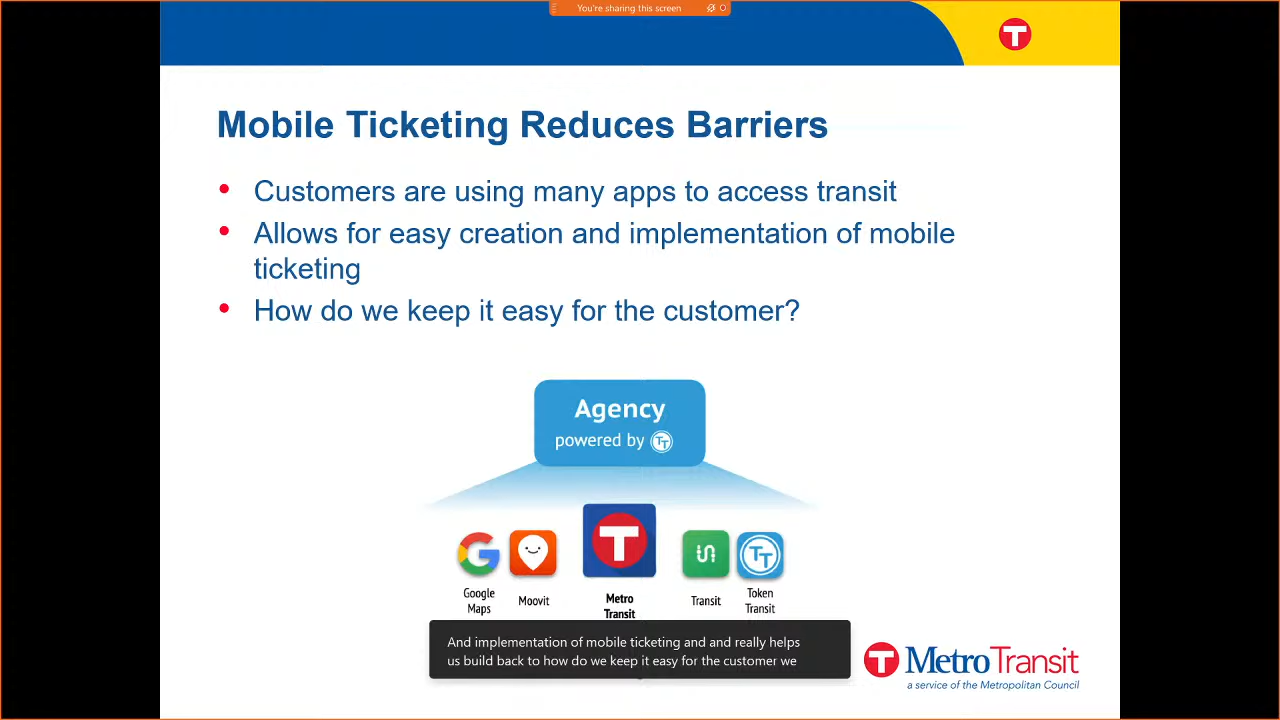 You're sharing this screen
T
Mobile Ticketing Reduces Barriers
• Customers are using many apps to access transit
• Allows for easy creation and implementation of mobile
ticketing
• How do we keep it easy for the customer?
Agency
powered by TT
G
T
TT
Google
Maps
Moovit
Metro
Transit
Transit
Token
Transit
And implementation of mobile ticketing and and really helps
us build back to how do we keep it easy for the customer we
T MetroTransit
a service of the Metropolitan Council